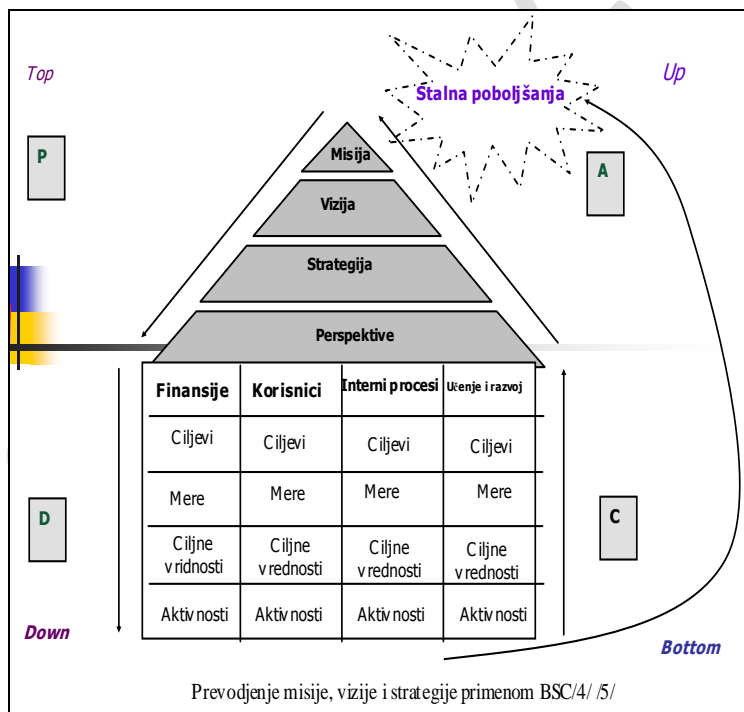 Top
Up
Stalna poboljšanja
P
A
Misija
Vizija
Strategija
Perspektive
Finansije Korisnici Interni procesi Učenje i razvoj
Ciljevi Ciljevi Ciljevi Ciljevi
Mere Mere Mere Mere
D
C
Ciljne Ciljne Ciljne Ciljne
vridnosti vrednosti vrednosti vrednosti
Aktivnosti Aktivnosti Aktivnosti Aktivnosti
Down
Bottom
Prevodjenje misije, vizije i strategije primenom BSC/4/ /5/